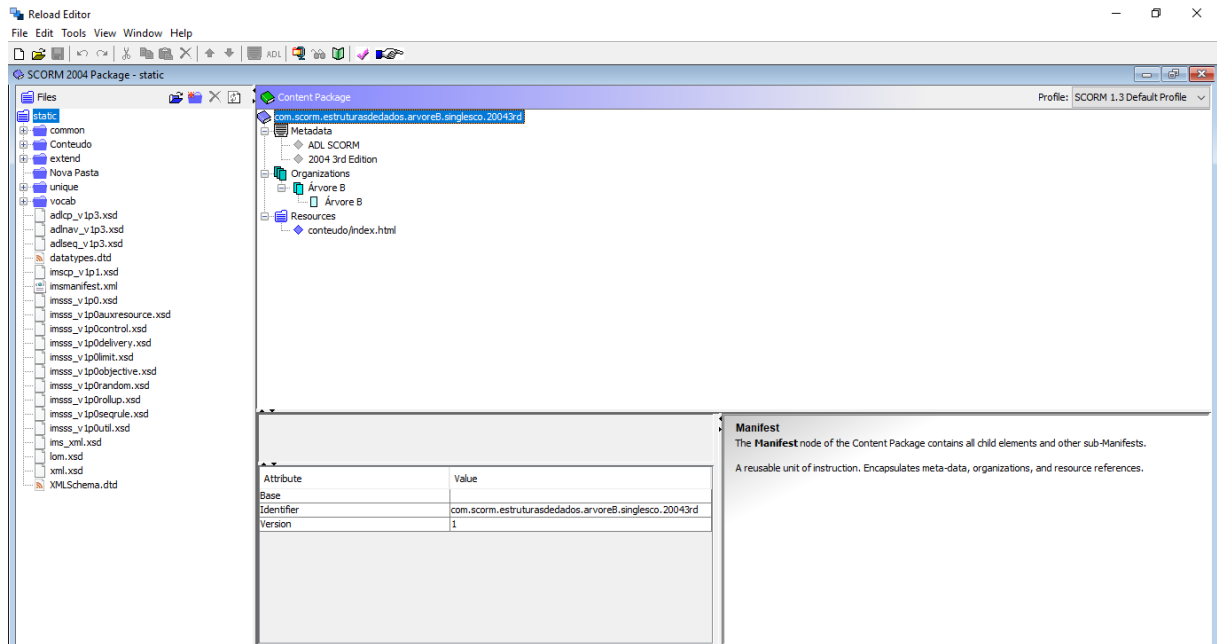 Reload Editor
File Edit Tools View Window Help
ADL
SCORM 2004 Package - static
Files
static
common
Conteudo
extend
Nova Pasta
unique
vocab
adlcp_v1p3.xsd
adlnav_v1p3.xsd
adlseq_v1p3.xsd
datatypes.dtd
imscp_v1p1.xsd
imsmanifest.xml
imsss_v1p0.xsd
imsss_v1p0auxresource.xsd
imsss_v1p0control.xsd
imsss_v1p0delivery.xsd
imsss_v1p0limit.xsd
imsss_v1p0objective.xsd
imsss_v1p0random.xsd
imsss_v1p0rollup.xsd
imsss_v1p0seqrule.xsd
imsss_v1p0util.xsd
ims_xml.xsd
lom.xsd
xml.xsd
XMLSchema.dtd
Content Package
Profile: SCORM 1.3 Default Profile
com.scorm.estruturasdedados.arvoreB.singlesco.20043rd
Metadata
ADL SCORM
2004 3rd Edition
Organizations
Árvore B
Árvore B
Resources
conteudo/index.html
Attribute Value
Base
Identifier com.scorm.estruturasdedados.arvoreB.singlesco.20043rd
Version 1
Manifest
The Manifest node of the Content Package contains all child elements and other sub-Manifests.
A reusable unit of instruction. Encapsulates meta-data, organizations, and resource references.